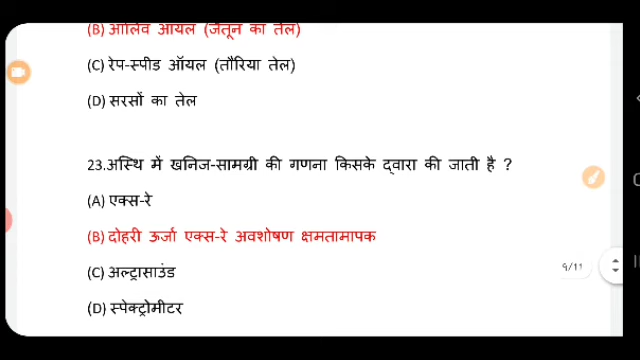 (B) ऑलिव ऑयल (जैतून का तेल)
(C) रेप-स्पीड ऑयल (तौरिया तेल)
(D) सरसों का तेल
23.अस्थि में खनिज-सामग्री की गणना किसके द्वारा की जाती है ?
(A) एक्स-रे
(B) दोहरी ऊर्जा एक्स-रे अवशोषण क्षमतामापक
(C) अल्ट्रासाउंड
९/11
(D) स्पेक्ट्रोमीटर